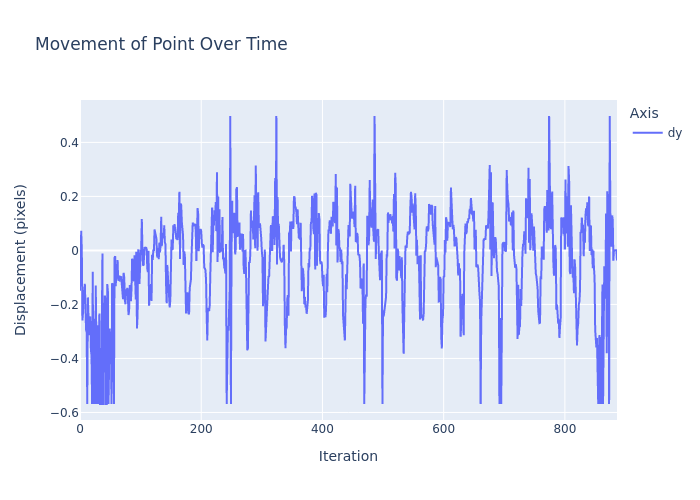 Movement of Point Over Time
Axis
dy
Displacement (pixels)
0.4
0.2
0
−0.2
−0.4
−0.6
0
200
400
600
800
Iteration